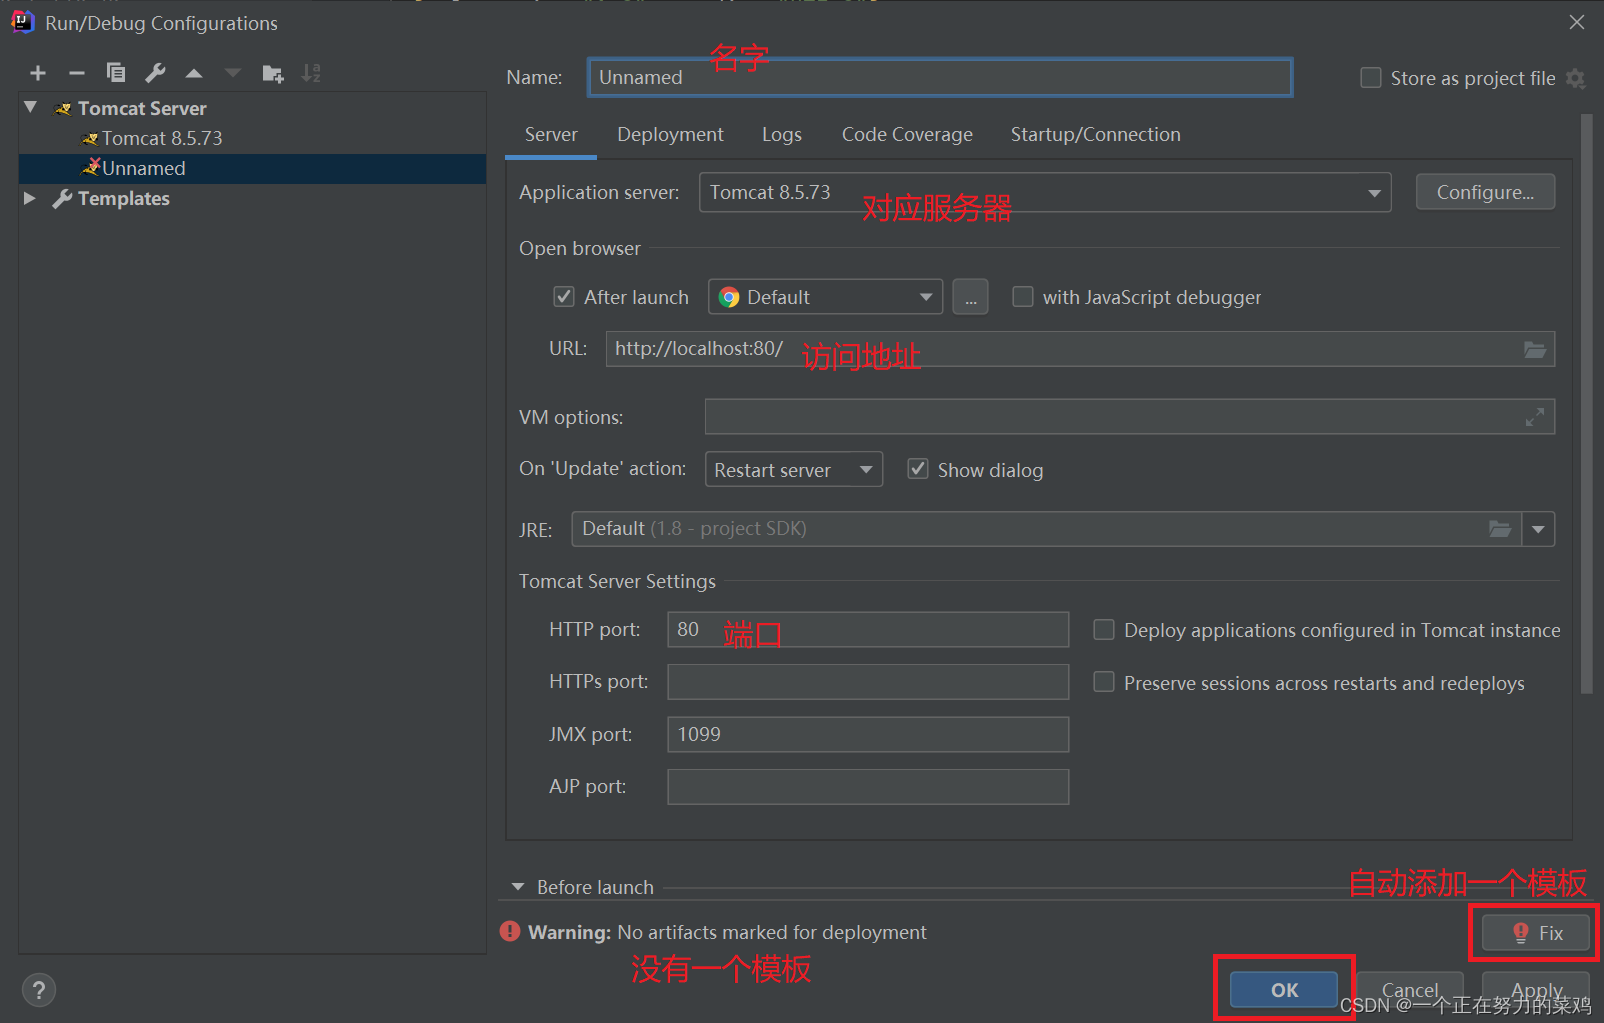 Run/Debug Configurations
Name: Unnamed 名字
Store as project file
Tomcat Server
Tomcat 8.5.73
Unnamed
Templates
Server Deployment Logs Code Coverage Startup/Connection
Application server: Tomcat 8.5.73 对应服务器 Configure...
Open browser
After launch Default ... with JavaScript debugger
URL: http://localhost:80/ 访问地址
VM options:
On 'Update' action: Restart server Show dialog
JRE: Default (1.8 - project SDK)
Tomcat Server Settings
HTTP port: 80 端口 Deploy applications configured in Tomcat instance
HTTPs port: Preserve sessions across restarts and redeploys
JMX port: 1099
AJP port:
Before launch 自动添加一个模板
Warning: No artifacts marked for deployment Fix
没有一个模板
? OK Cancel Apply
CSDN @一个正在努力的菜鸡